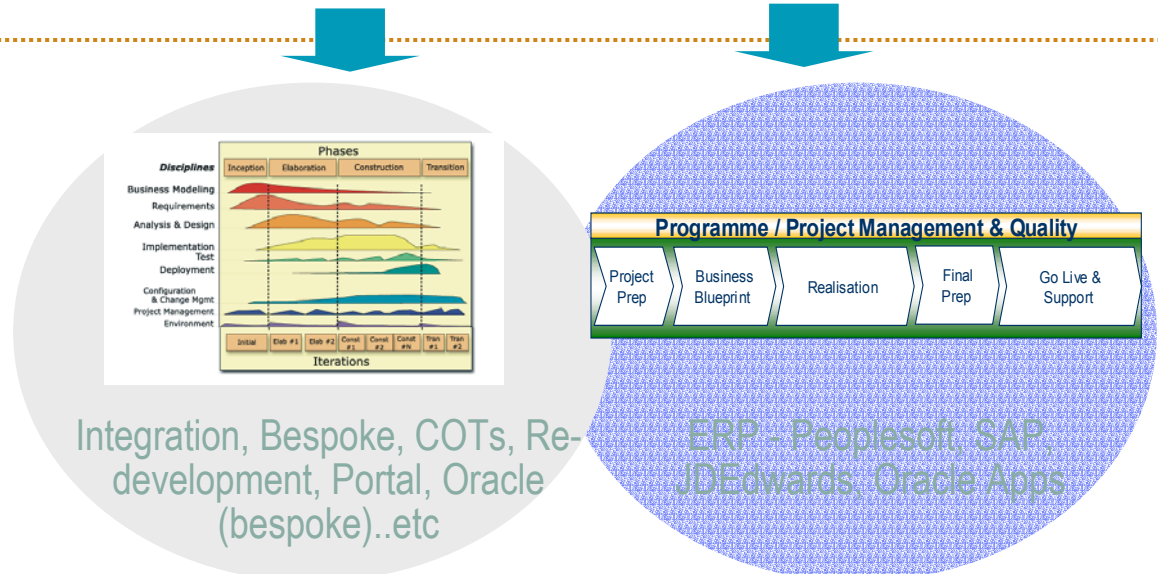 Phases
Disciplines
Inception Elaboration Construction Transition
Business Modeling
Requirements
Analysis & Design
Implementation
Test
Deployment
Configuration
& Change Mgmt
Project Management
Environment
Initial Elab #1 Elab #2 Const #1 Const #2 Const #N Tran #1 Tran #2
Iterations
Integration, Bespoke, COTs, Re-
development, Portal, Oracle
(bespoke)..etc
Programme / Project Management & Quality
Project
Prep
Business
Blueprint
Realisation
Final
Prep
Go Live &
Support
ERP - Peoplesoft, SAP,
JDEdwards, Oracle Apps